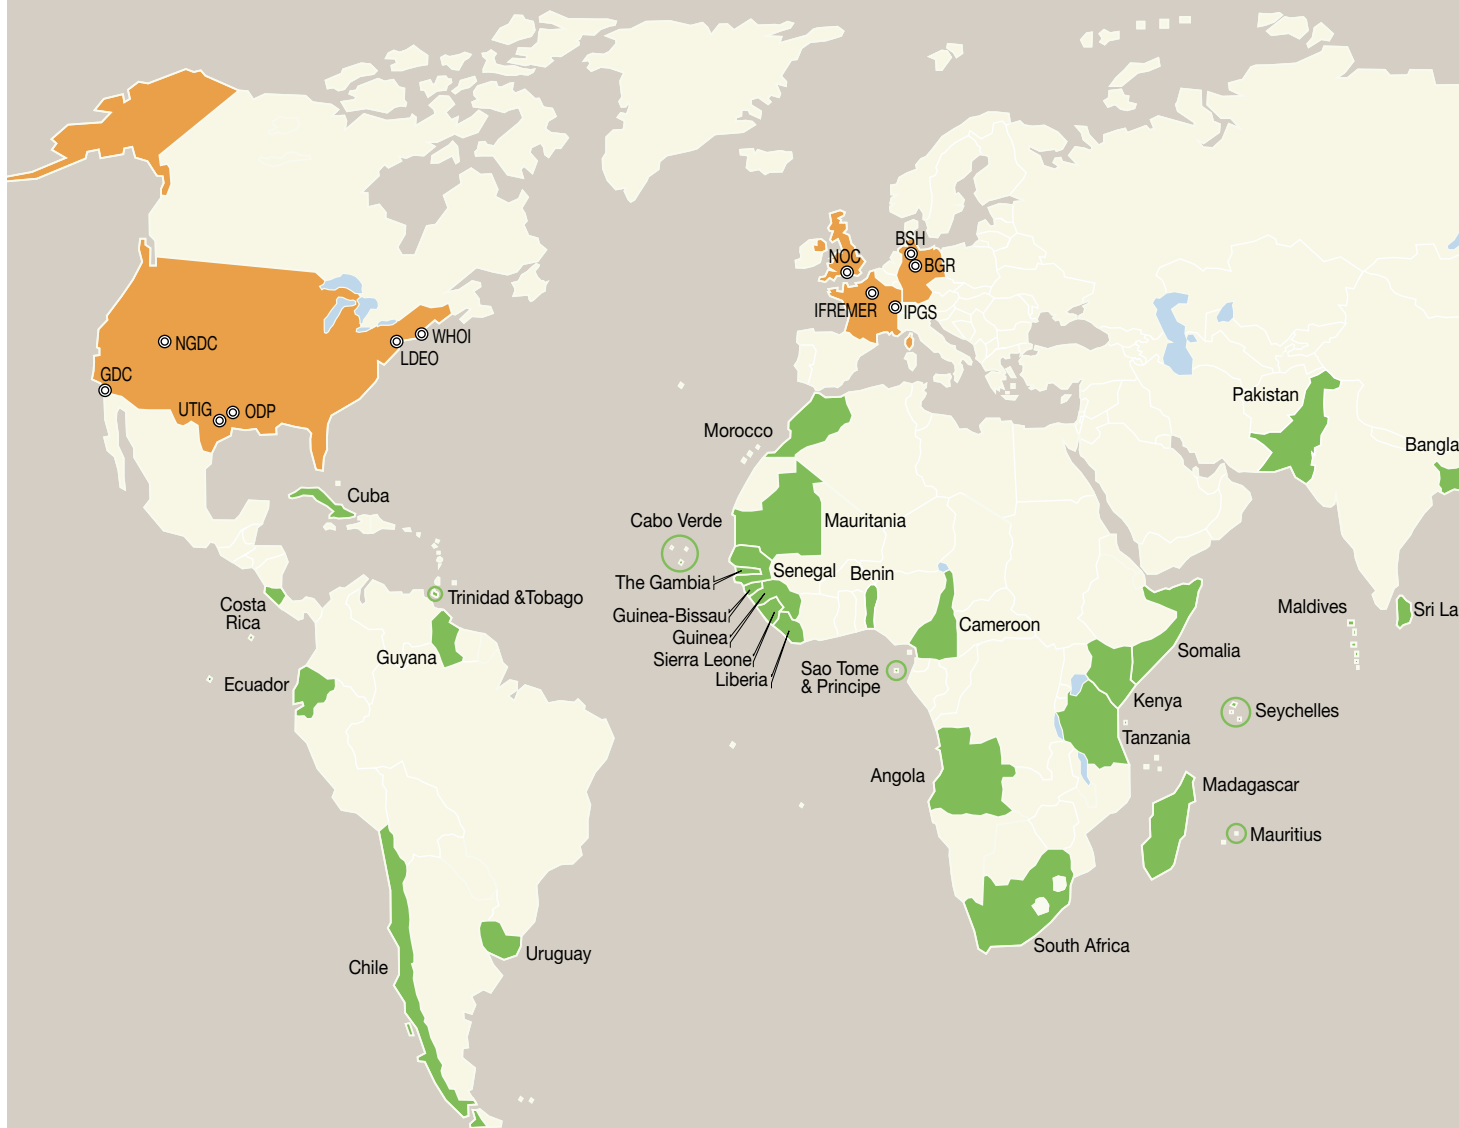 BSH
NOC
BGR
IFREMER
IPGS
WHOI
NGDC
LDEO
GDC
UTIG
ODP
Pakistan
Morocco
Bangla
Cuba
Cabo Verde
Mauritania
Senegal
Benin
The Gambia
Trinidad &Tobago
Costa
Rica
Guinea-Bissau
Guinea
Cameroon
Maldives
Sri La
Sierra Leone
Guyana
Somalia
Liberia
Sao Tome
& Principe
Ecuador
Kenya
Seychelles
Tanzania
Angola
Madagascar
Mauritius
South Africa
Uruguay
Chile